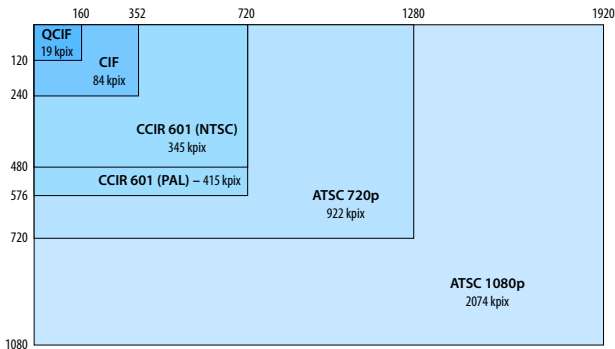 160 352 720 1280 1920
QCIF
19 kpix
120
CIF
84 kpix
240
CCIR 601 (NTSC)
345 kpix
480
CCIR 601 (PAL) – 415 kpix
576
ATSC 720p
922 kpix
720
ATSC 1080p
2074 kpix
1080